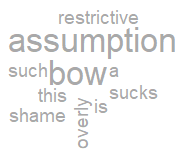 restrictive
assumption
such bow a
this is sucks
shame overly